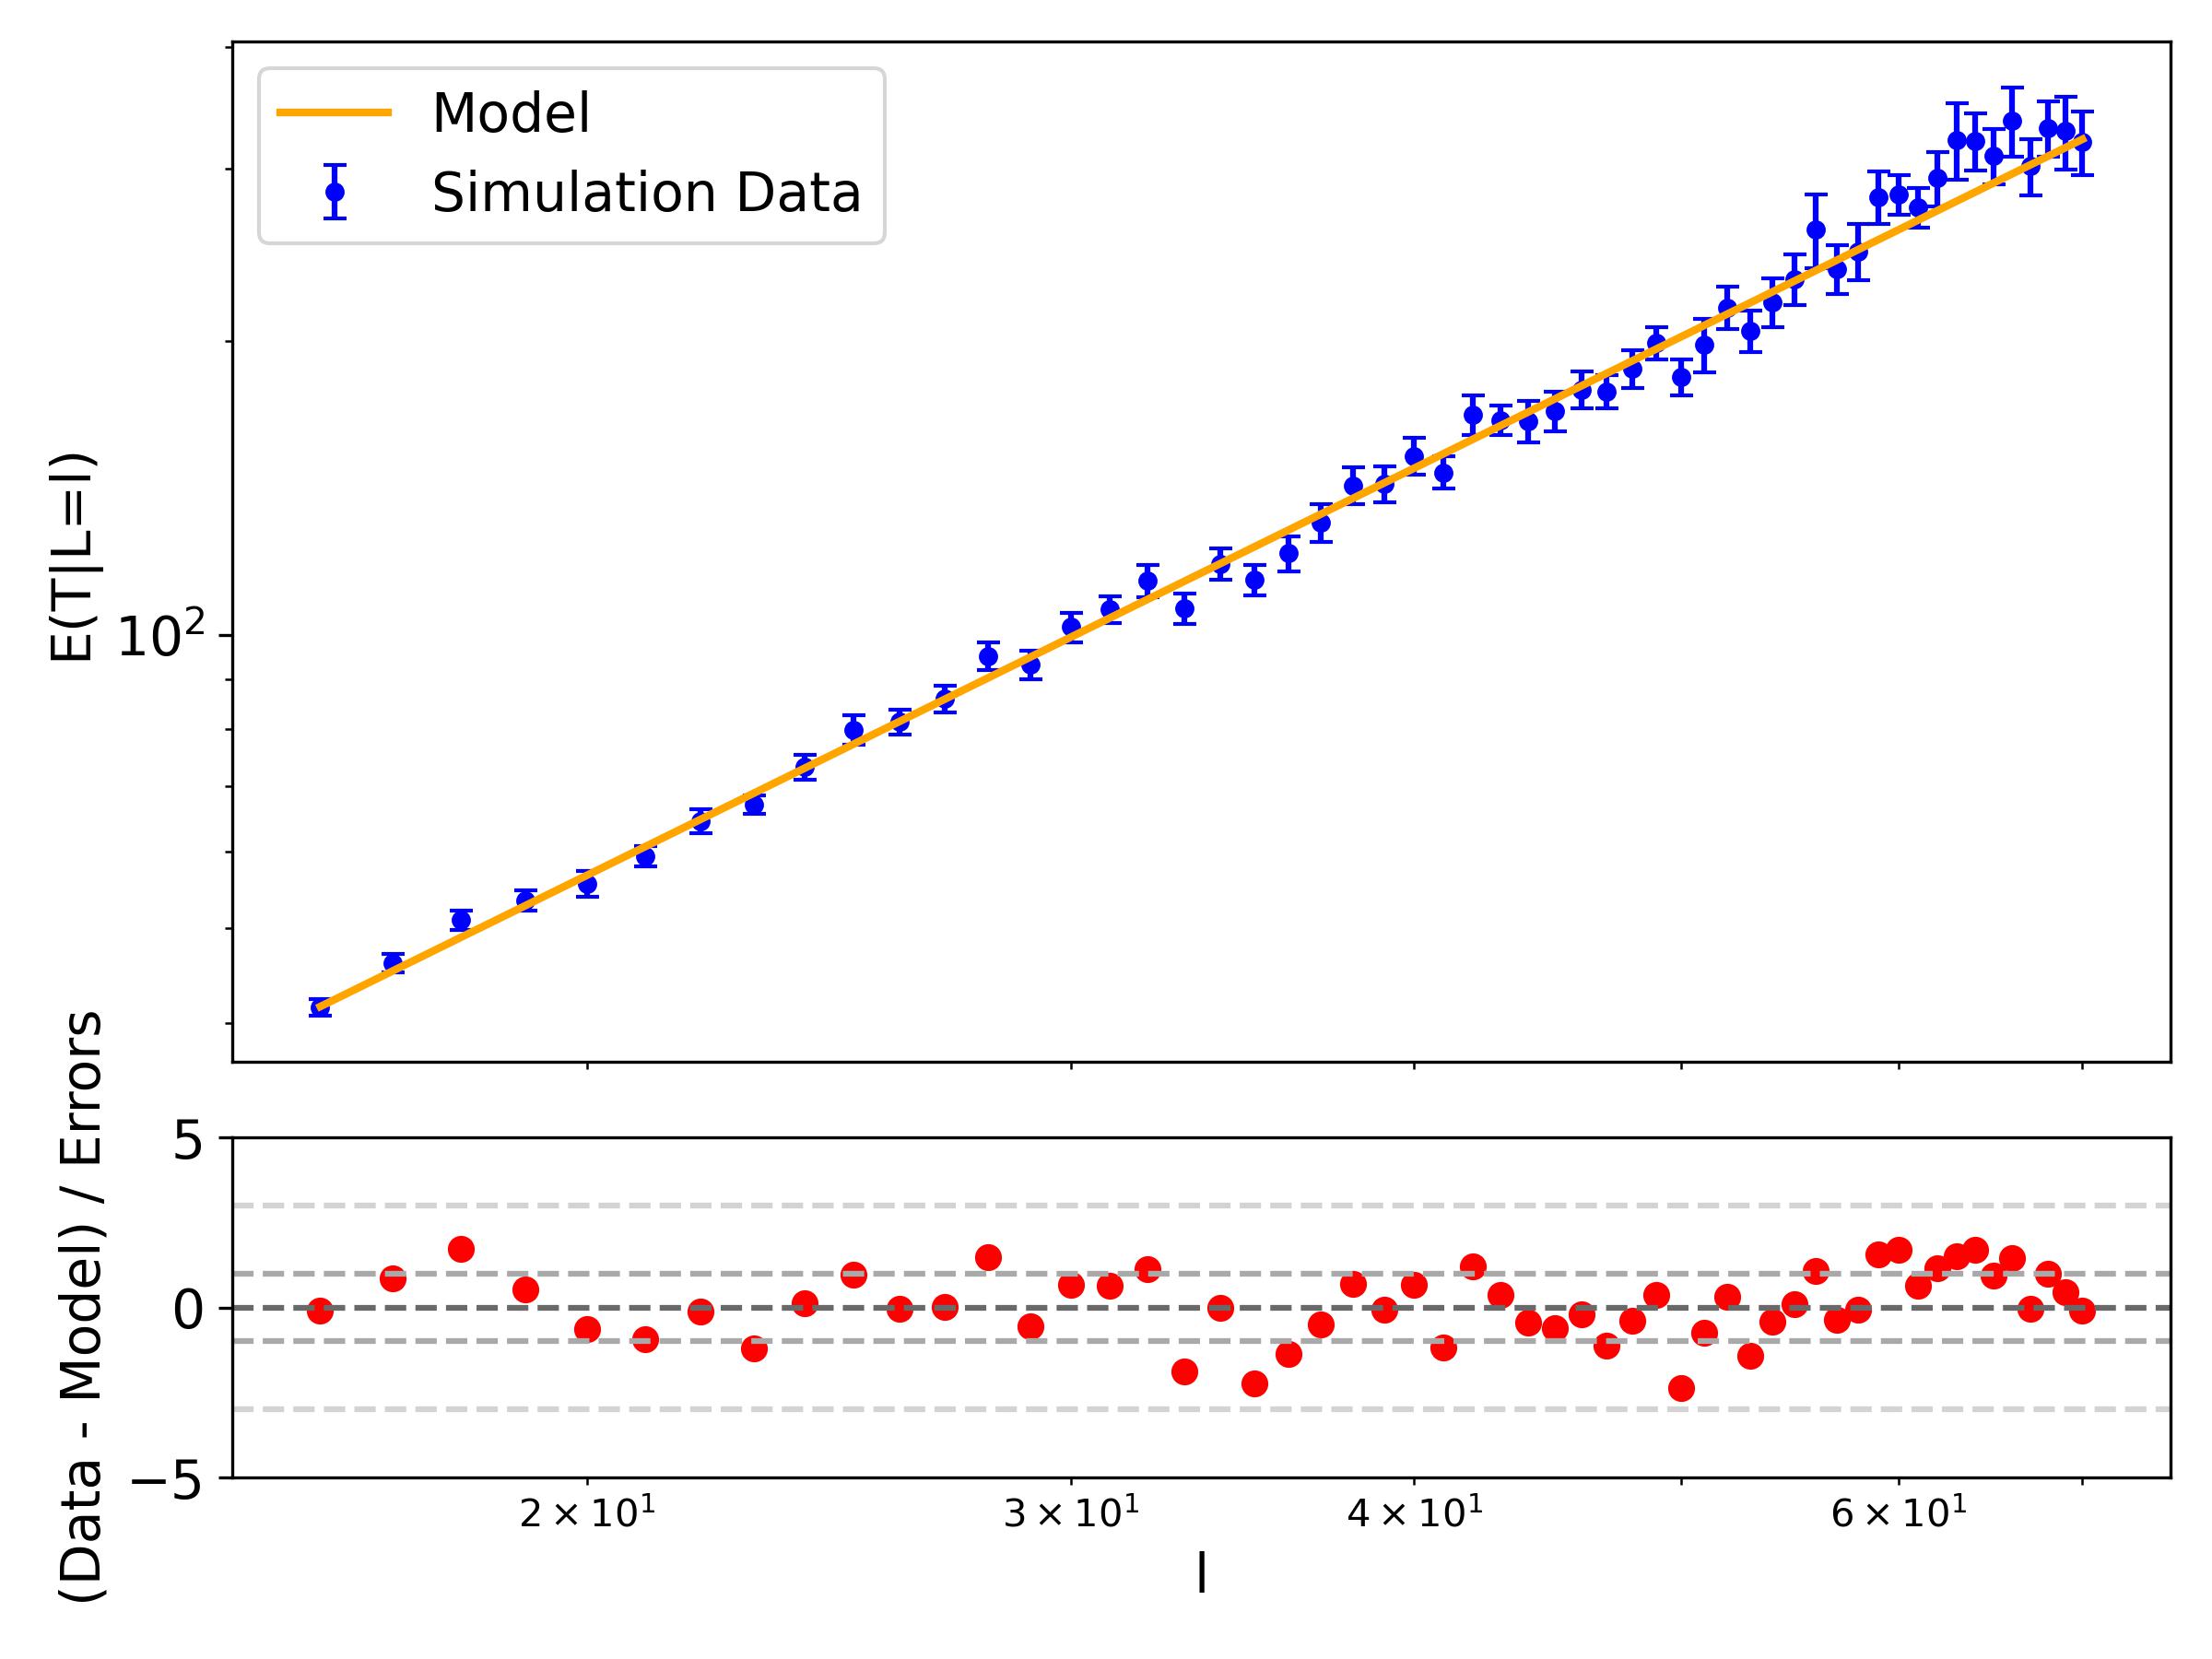 Model
Simulation Data
E(T|L=l)
10²
(Data - Model) / Errors
5
0
−5
2 × 10¹
3 × 10¹
4 × 10¹
6 × 10¹
l